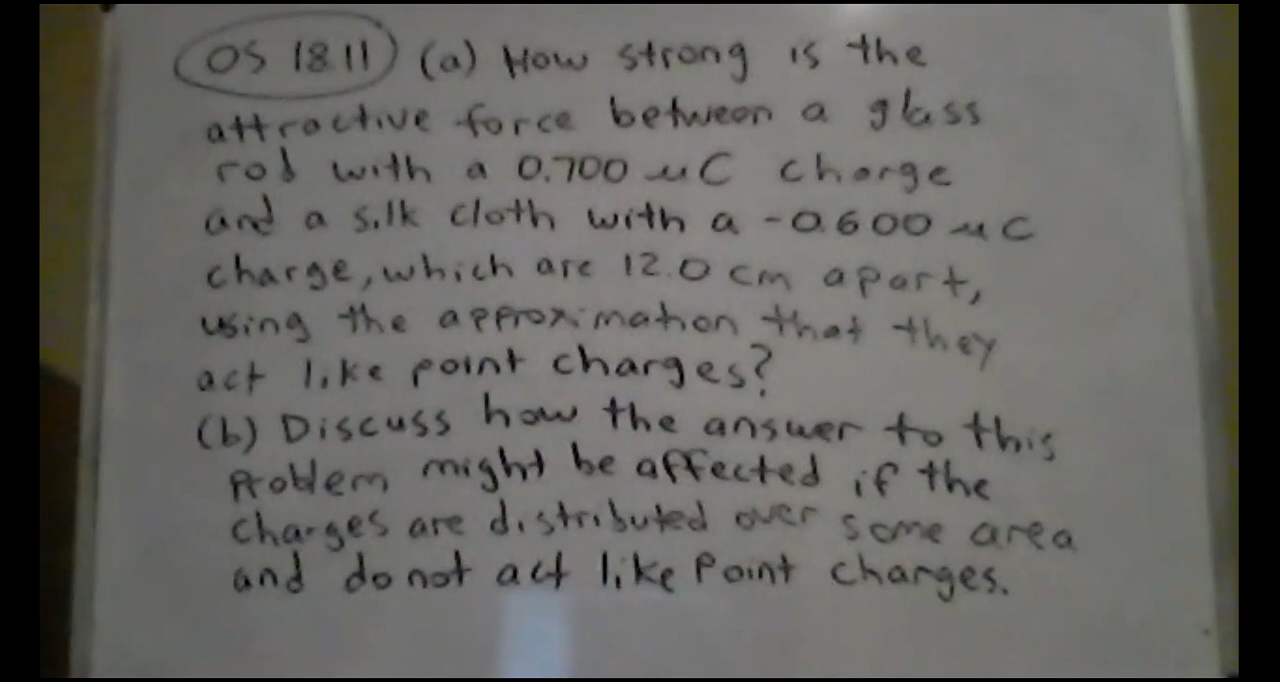 OS 18.11 (a) How strong is the
attractive force between a glass
rod with a 0.700 μC charge
and a silk cloth with a -0.600 μC
charge, which are 12.0 cm apart,
using the approximation that they
act like point charges?
(b) Discuss how the answer to this
problem might be affected if the
charges are distributed over some area
and do not act like point charges.